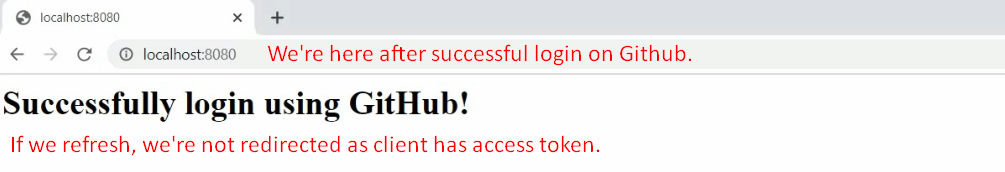 localhost:8080
localhost:8080 We're here after successful login on Github.
Successfully login using GitHub!
If we refresh, we're not redirected as client has access token.